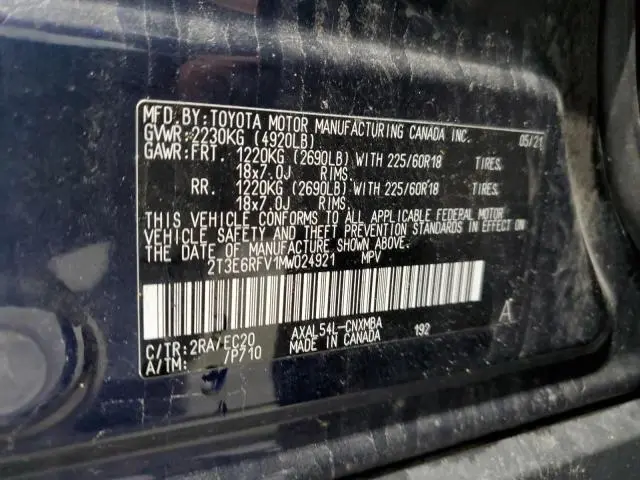 MFD.BY:TOYOTA MOTOR MANUFACTURING CANADA INC. 05/21
GVWR:2230KG (4920LB)
GAWR:FRT. 1220KG (2690LB) WITH 225/60R18 TIRES,
18x7.0J RIMS,
RR. 1220KG (2690LB) WITH 225/60R18 TIRES,
18x7.0J RIMS,
THIS VEHICLE CONFORMS TO ALL APPLICABLE FEDERAL MOTOR
VEHICLE SAFETY AND THEFT PREVENTION STANDARDS IN EFFECT ON
THE DATE OF MANUFACTURE SHOWN ABOVE.
2T3E6RFV1MW024921 MPV
C/TR:2RA/EC20 AXAL54L-CNXMBA 192 A
A/TM: /P710 MADE IN CANADA